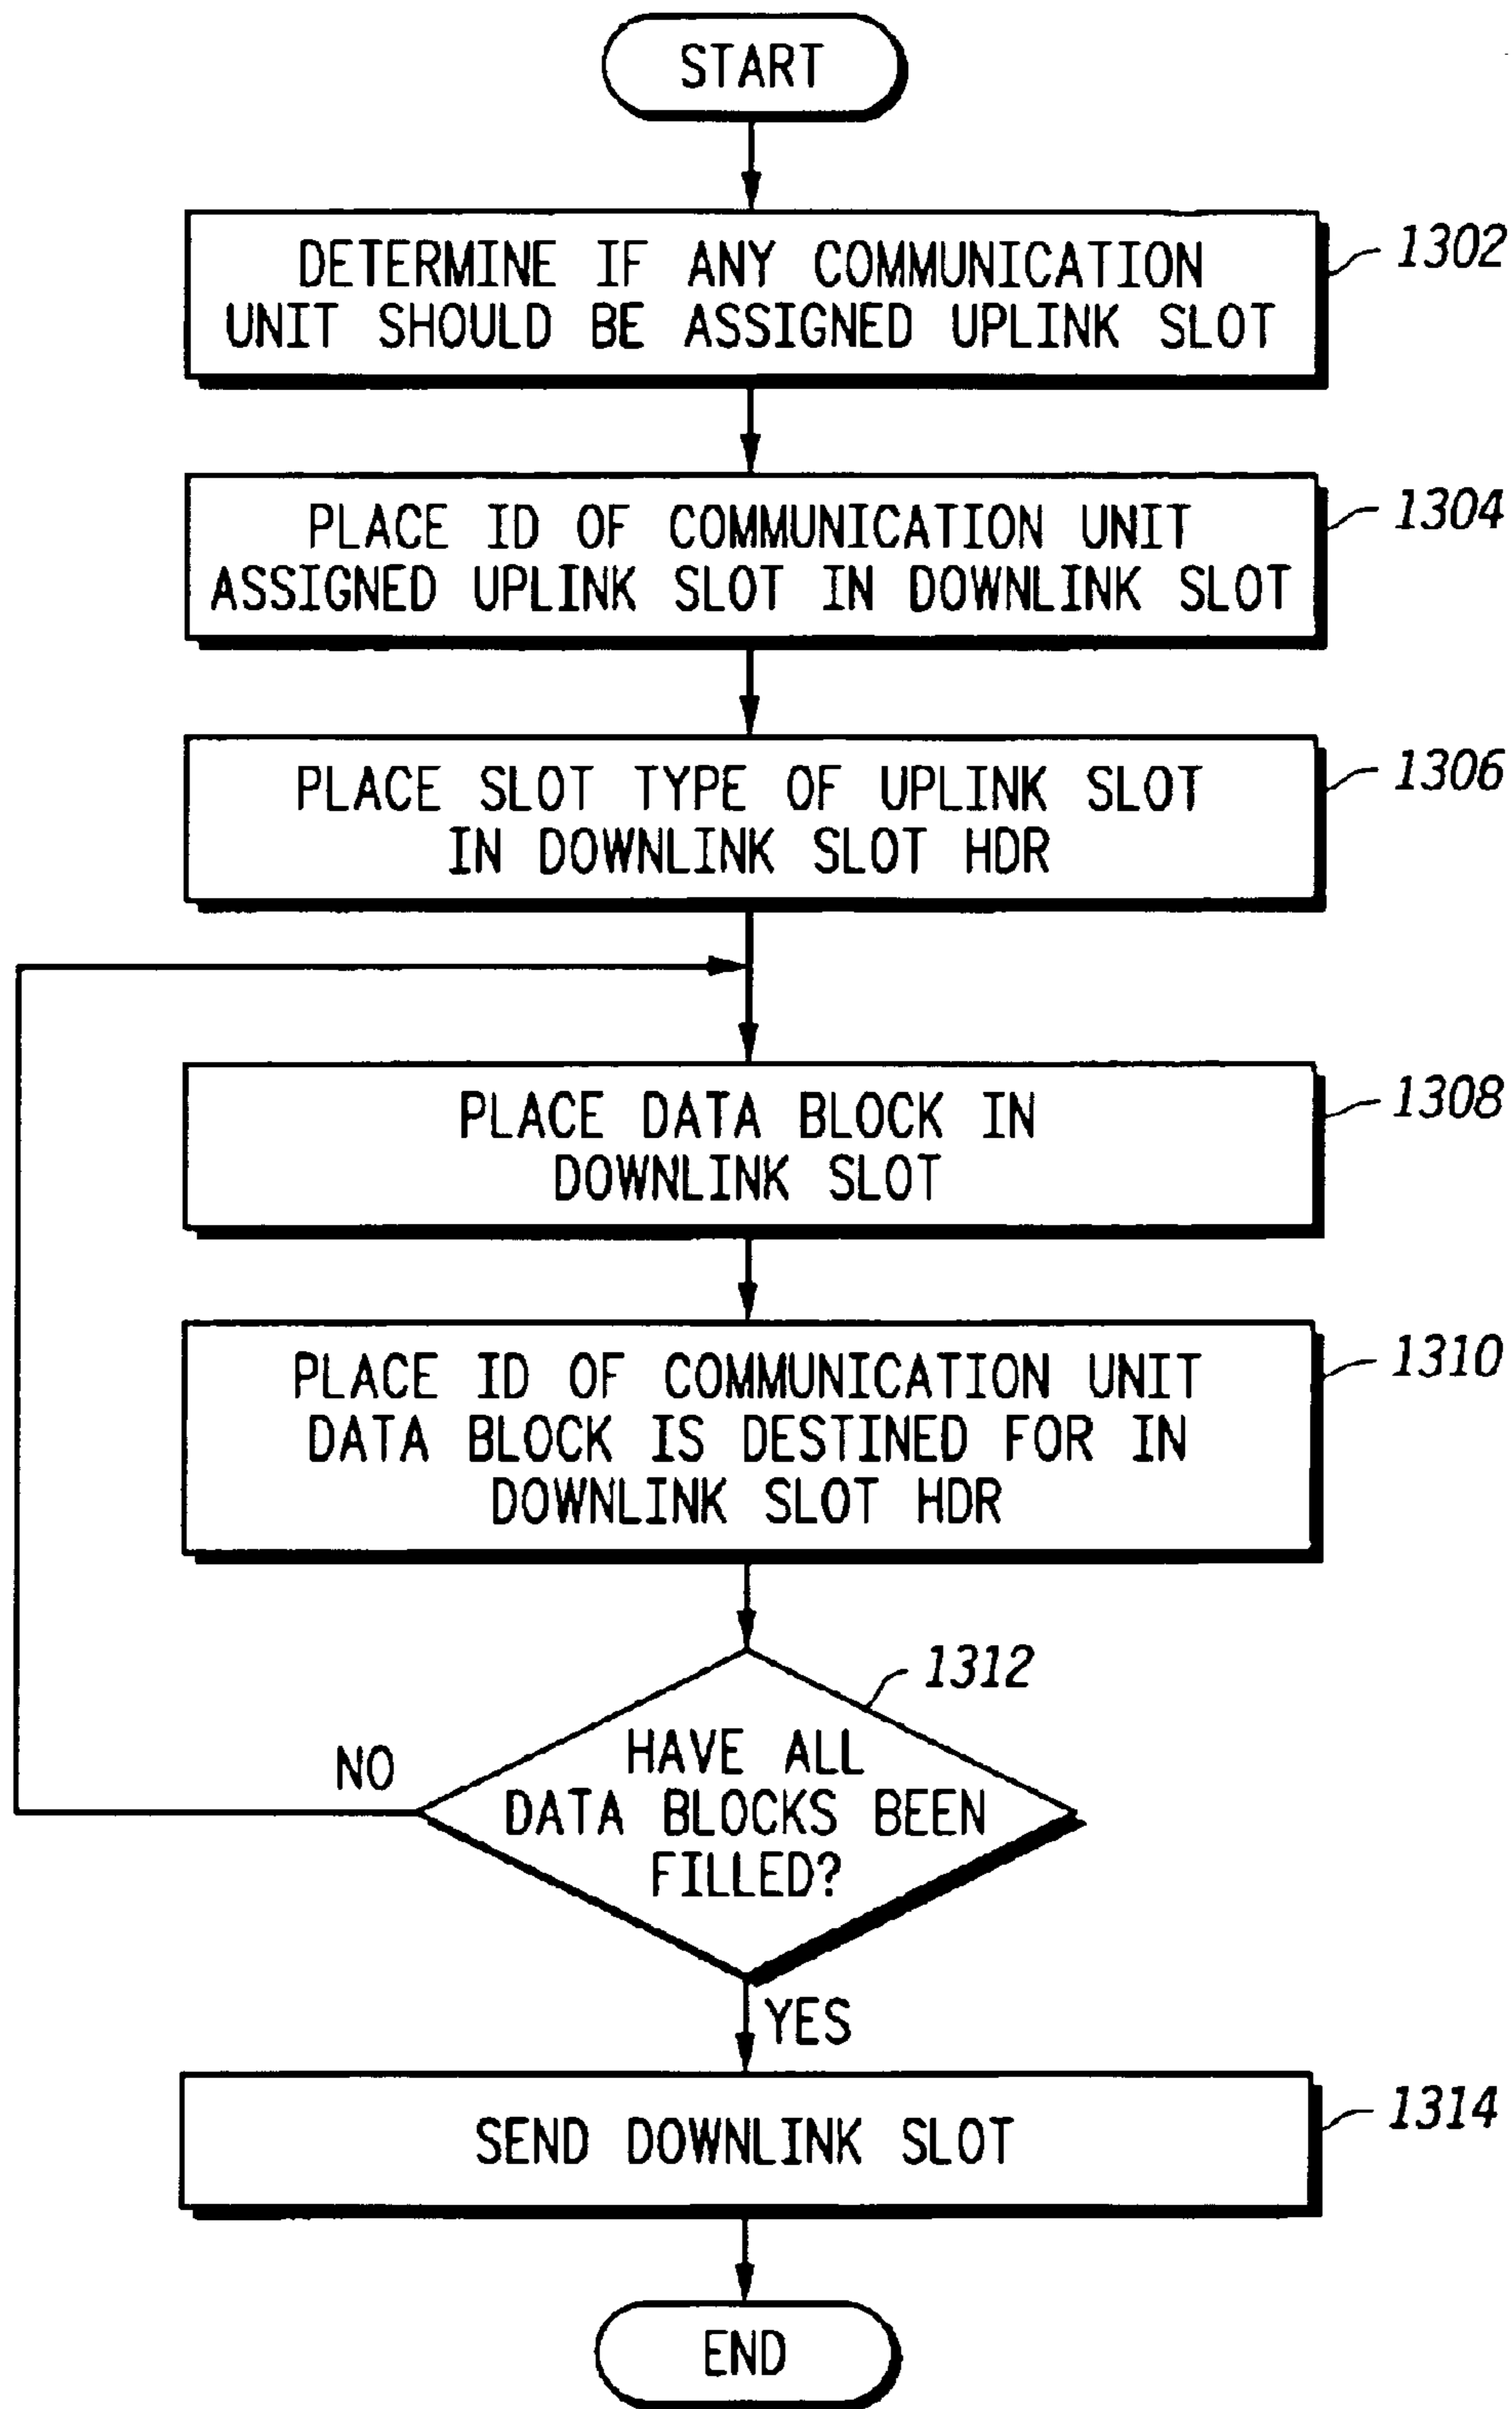 START
DETERMINE IF ANY COMMUNICATION
UNIT SHOULD BE ASSIGNED UPLINK SLOT
1302
PLACE ID OF COMMUNICATION UNIT
ASSIGNED UPLINK SLOT IN DOWNLINK SLOT
1304
PLACE SLOT TYPE OF UPLINK SLOT
IN DOWNLINK SLOT HDR
1306
PLACE DATA BLOCK IN
DOWNLINK SLOT
1308
PLACE ID OF COMMUNICATION UNIT
DATA BLOCK IS DESTINED FOR IN
DOWNLINK SLOT HDR
1310
1312
HAVE ALL
DATA BLOCKS BEEN
FILLED?
NO
YES
SEND DOWNLINK SLOT
1314
END